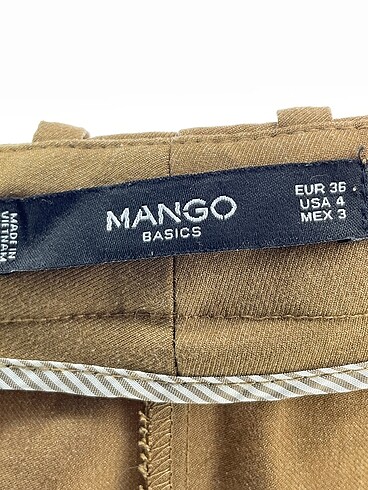 MANGO
BASICS
EUR 36
USA 4
MEX 3
MADE IN
VIETNAM